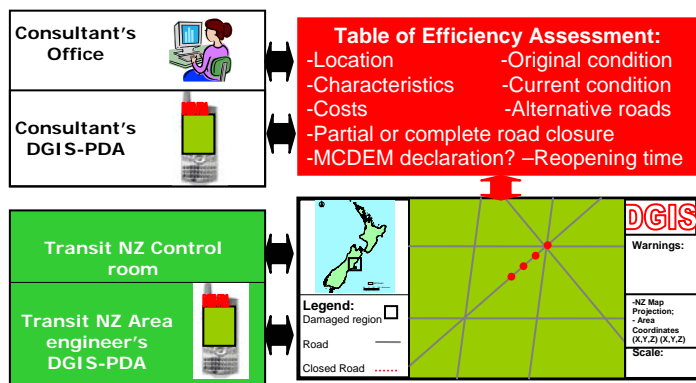 Consultant's
Office
Consultant's
DGIS-PDA
Table of Efficiency Assessment:
-Location -Original condition
-Characteristics -Current condition
-Costs -Alternative roads
-Partial or complete road closure
-MCDEM declaration? –Reopening time
Transit NZ Control
room
Transit NZ Area
engineer's
DGIS-PDA
Legend:
Damaged region
Road
Closed Road
DGIS
Warnings:
-NZ Map
Projection;
- Area
Coordinates
(X,Y,Z) (X,Y,Z)
Scale: